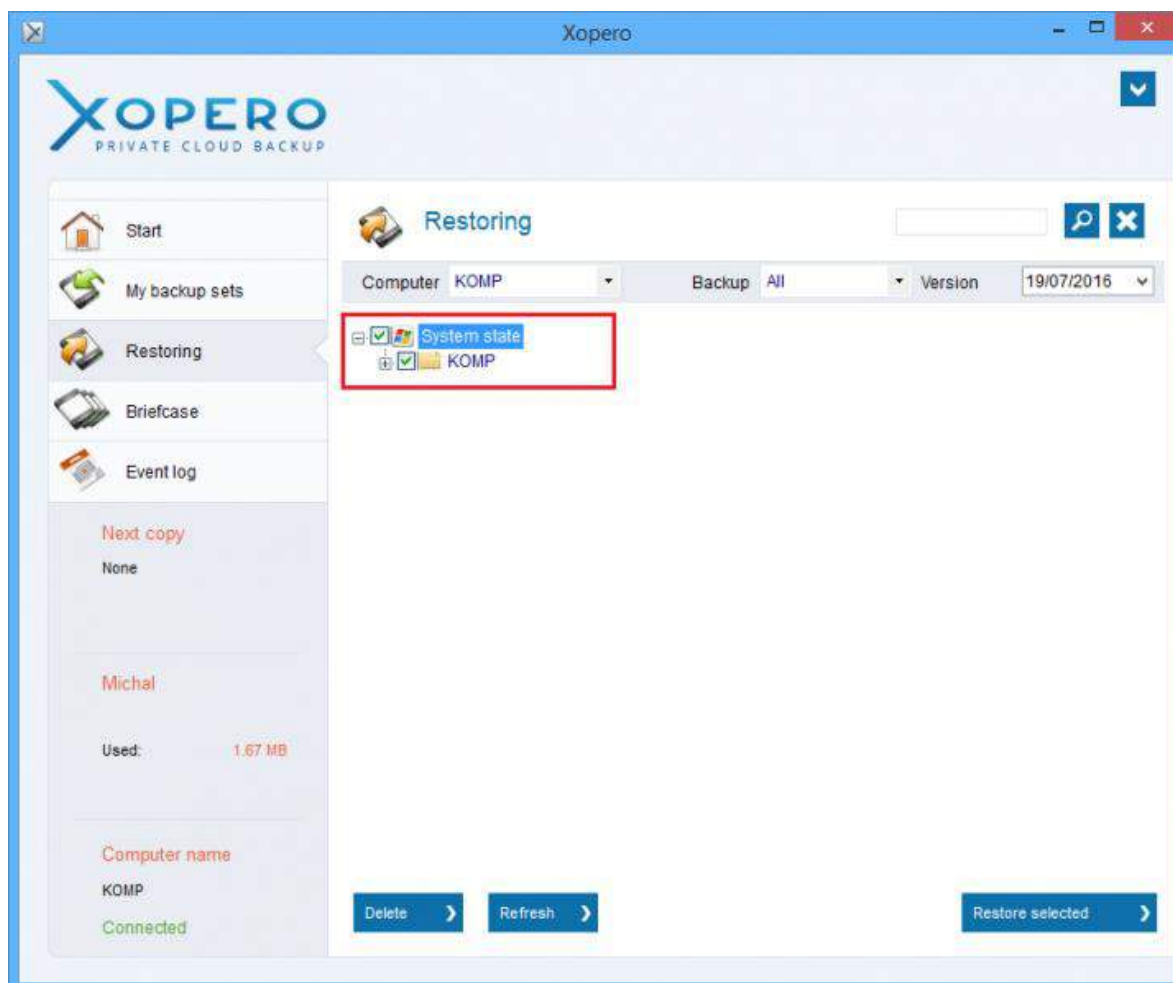 Xopero
XOPERO
PRIVATE CLOUD BACKUP
Start
My backup sets
Restoring
Briefcase
Event log
Next copy
None
Michal
Used: 1.67 MB
Computer name
KOMP
Connected
Restoring
Computer KOMP Backup All Version 19/07/2016
System state
KOMP
Delete Refresh Restore selected